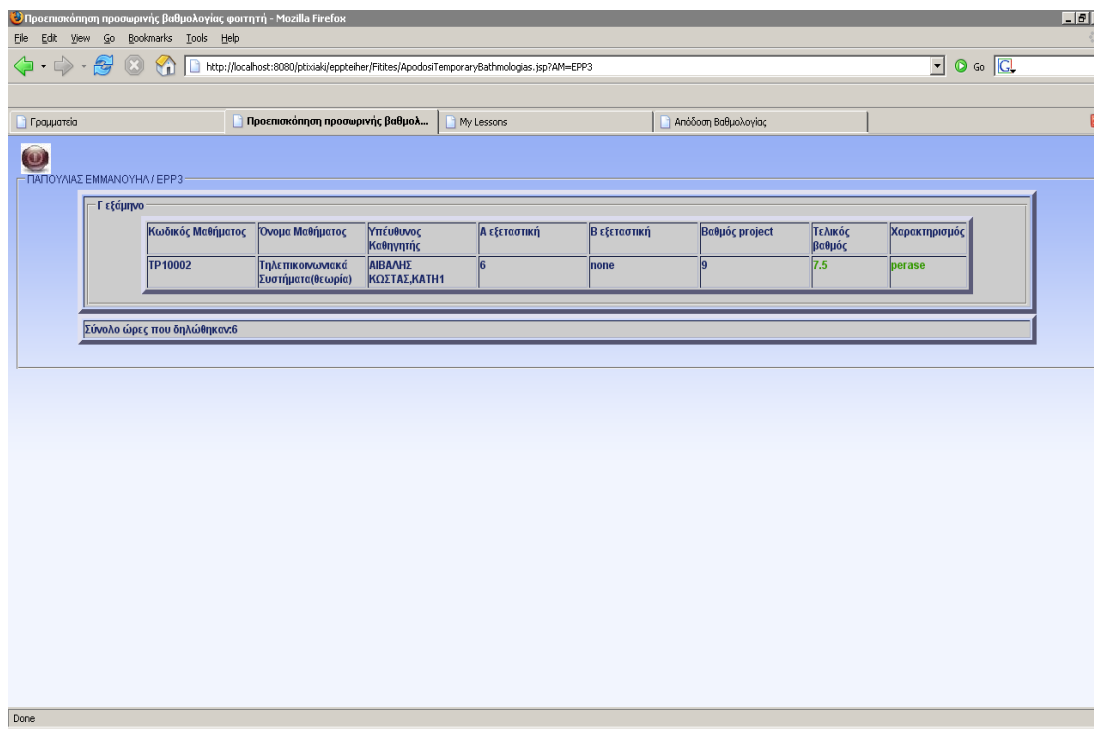 Προεπισκόπηση προσωρινής βαθμολογίας φοιτητή - Mozilla Firefox
File Edit View Go Bookmarks Tools Help
http://localhost:8080/ptixiaki/eppteiher/Fitites/ApodosiTemporaryBathmologias.jsp?AM=EPP3 Go G
Γραμματεία Προεπισκόπηση προσωρινής βαθμολ... My Lessons Απόδοση Βαθμολογίας
ΠΑΠΟΥΛΙΑΣ ΕΜΜΑΝΟΥΗΛ / EPP3
Γ εξάμηνο
Κωδικός Μαθήματος Όνομα Μαθήματος Υπεύθυνος Καθηγητής Α εξεταστική Β εξεταστική Βαθμός project Τελικός βαθμός Χαρακτηρισμός
TP10002 Τηλεπικοινωνιακά Συστήματα(θεωρία) ΑΙΒΑΛΗΣ ΚΩΣΤΑΣ,ΚΑΤΗ1 6 none 9 7.5 perase
Σύνολο ώρες που δηλώθηκαν:6
Done